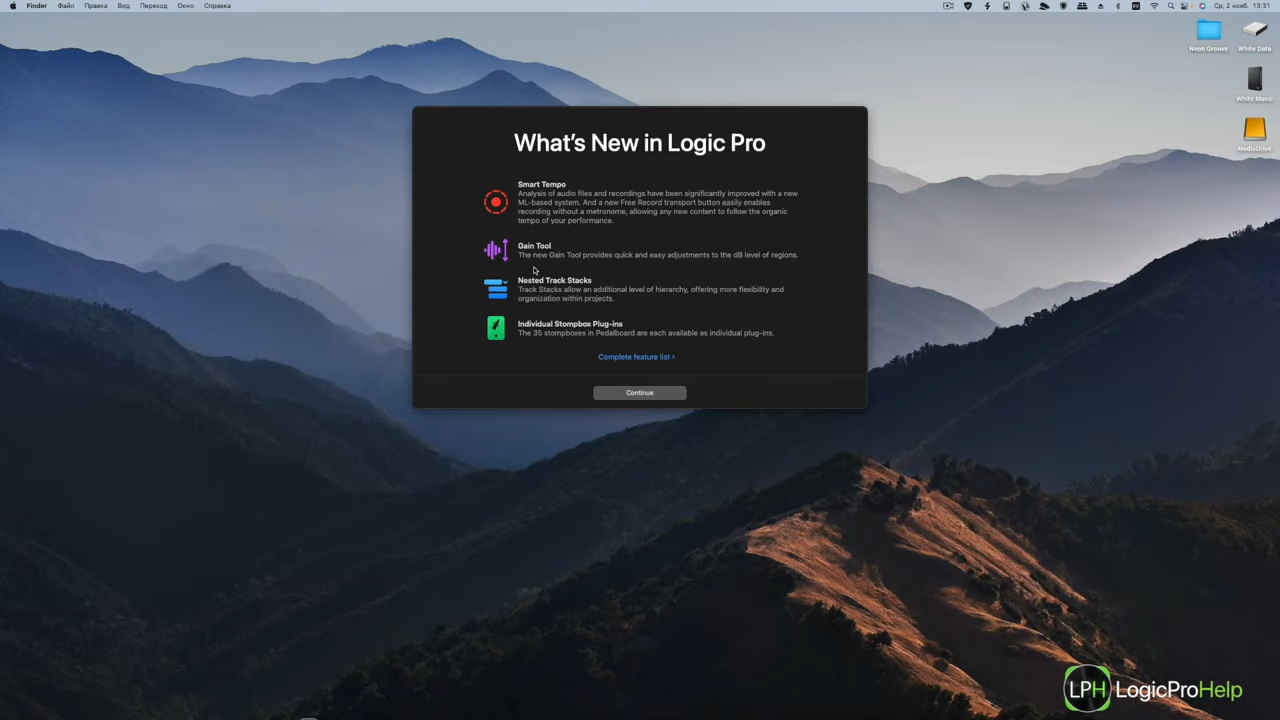 Finder Файл Правка Вид Переход Окно Справка
Ср, 2 нояб. 13:31
Neon Groove
White Data
White Music
MediaDrive
What's New in Logic Pro
Smart Tempo
Analysis of audio files and recordings have been significantly improved with a new
ML-based system. And a new Free Record transport button easily enables
recording without a metronome, allowing any new content to follow the organic
tempo of your performance.
Gain Tool
The new Gain Tool provides quick and easy adjustments to the dB level of regions.
Nested Track Stacks
Track Stacks allow an additional level of hierarchy, offering more flexibility and
organization within projects.
Individual Stompbox Plug-ins
The 35 stompboxes in Pedalboard are each available as individual plug-ins.
Complete feature list >
Continue
LPH LogicProHelp